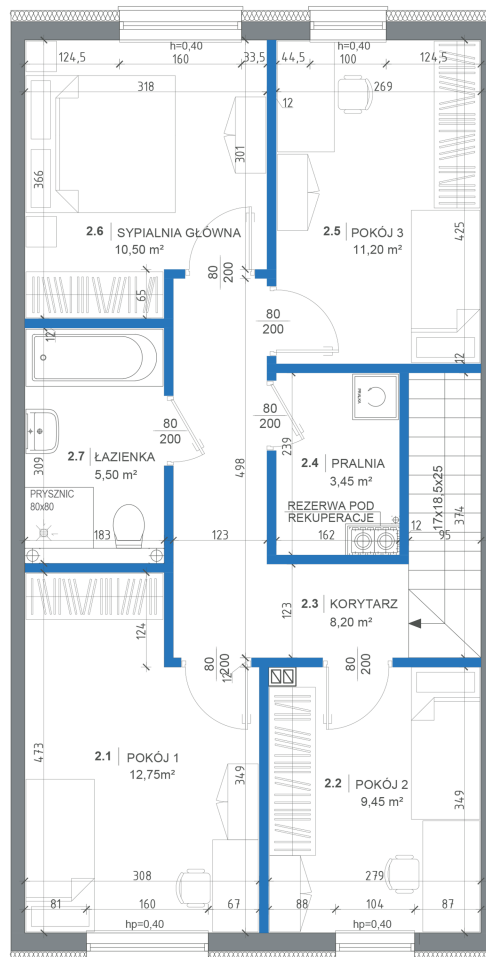 h=0,40
h=0,40
124,5
160
33,5
44,5
100
124,5
318
269
12
301
366
2.6 SYPIALNIA GŁÓWNA
10,50 m²
2.5 POKÓJ 3
11,20 m²
425
65
80
200
80
200
12
12
PRALKA
80
200
80
200
239
309
2.7 ŁAZIENKA
5,50 m²
498
2.4 PRALNIA
3,45 m²
17x18,5x25
374
PRYSZNIC
80x80
REZERWA POD
REKUPERACJE
183
123
162
12
95
123
2.3 KORYTARZ
8,20 m²
124
80
200
12
80
200
473
2.1 POKÓJ 1
12,75m²
349
2.2 POKÓJ 2
9,45 m²
349
308
279
81
160
67
88
104
87
hp=0,40
hp=0,40